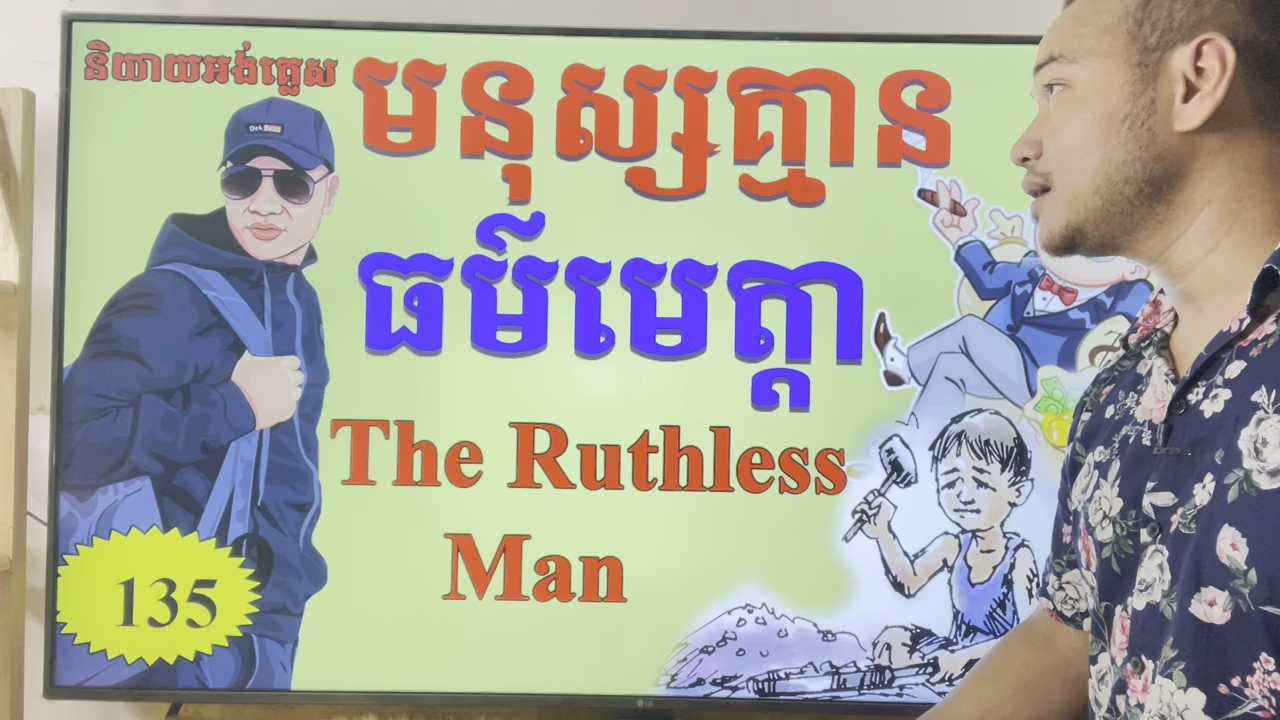 និយាយអង់គ្លេស
មនុស្សគ្មាន
ធម៌មេត្តា
The Ruthless
Man
135
LG